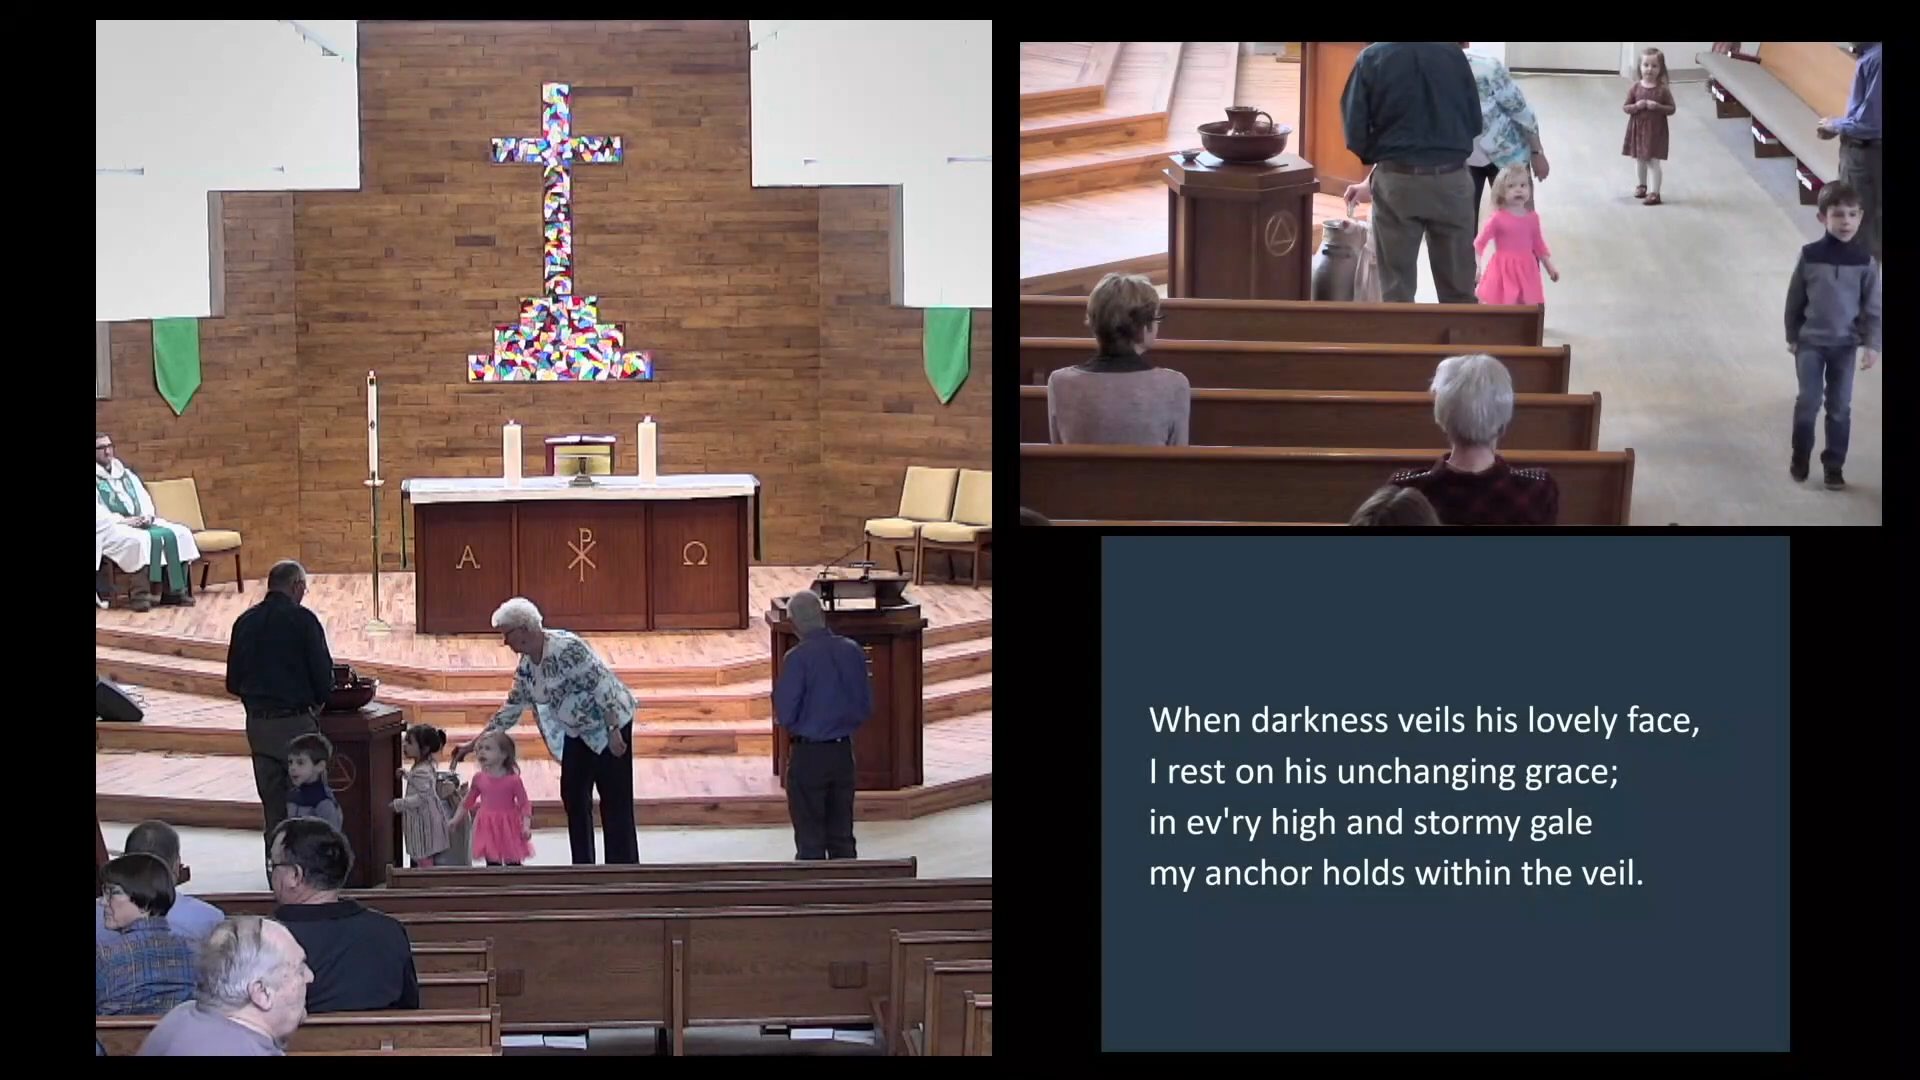 Α
☧
Ω
When darkness veils his lovely face,
I rest on his unchanging grace;
in ev'ry high and stormy gale
my anchor holds within the veil.